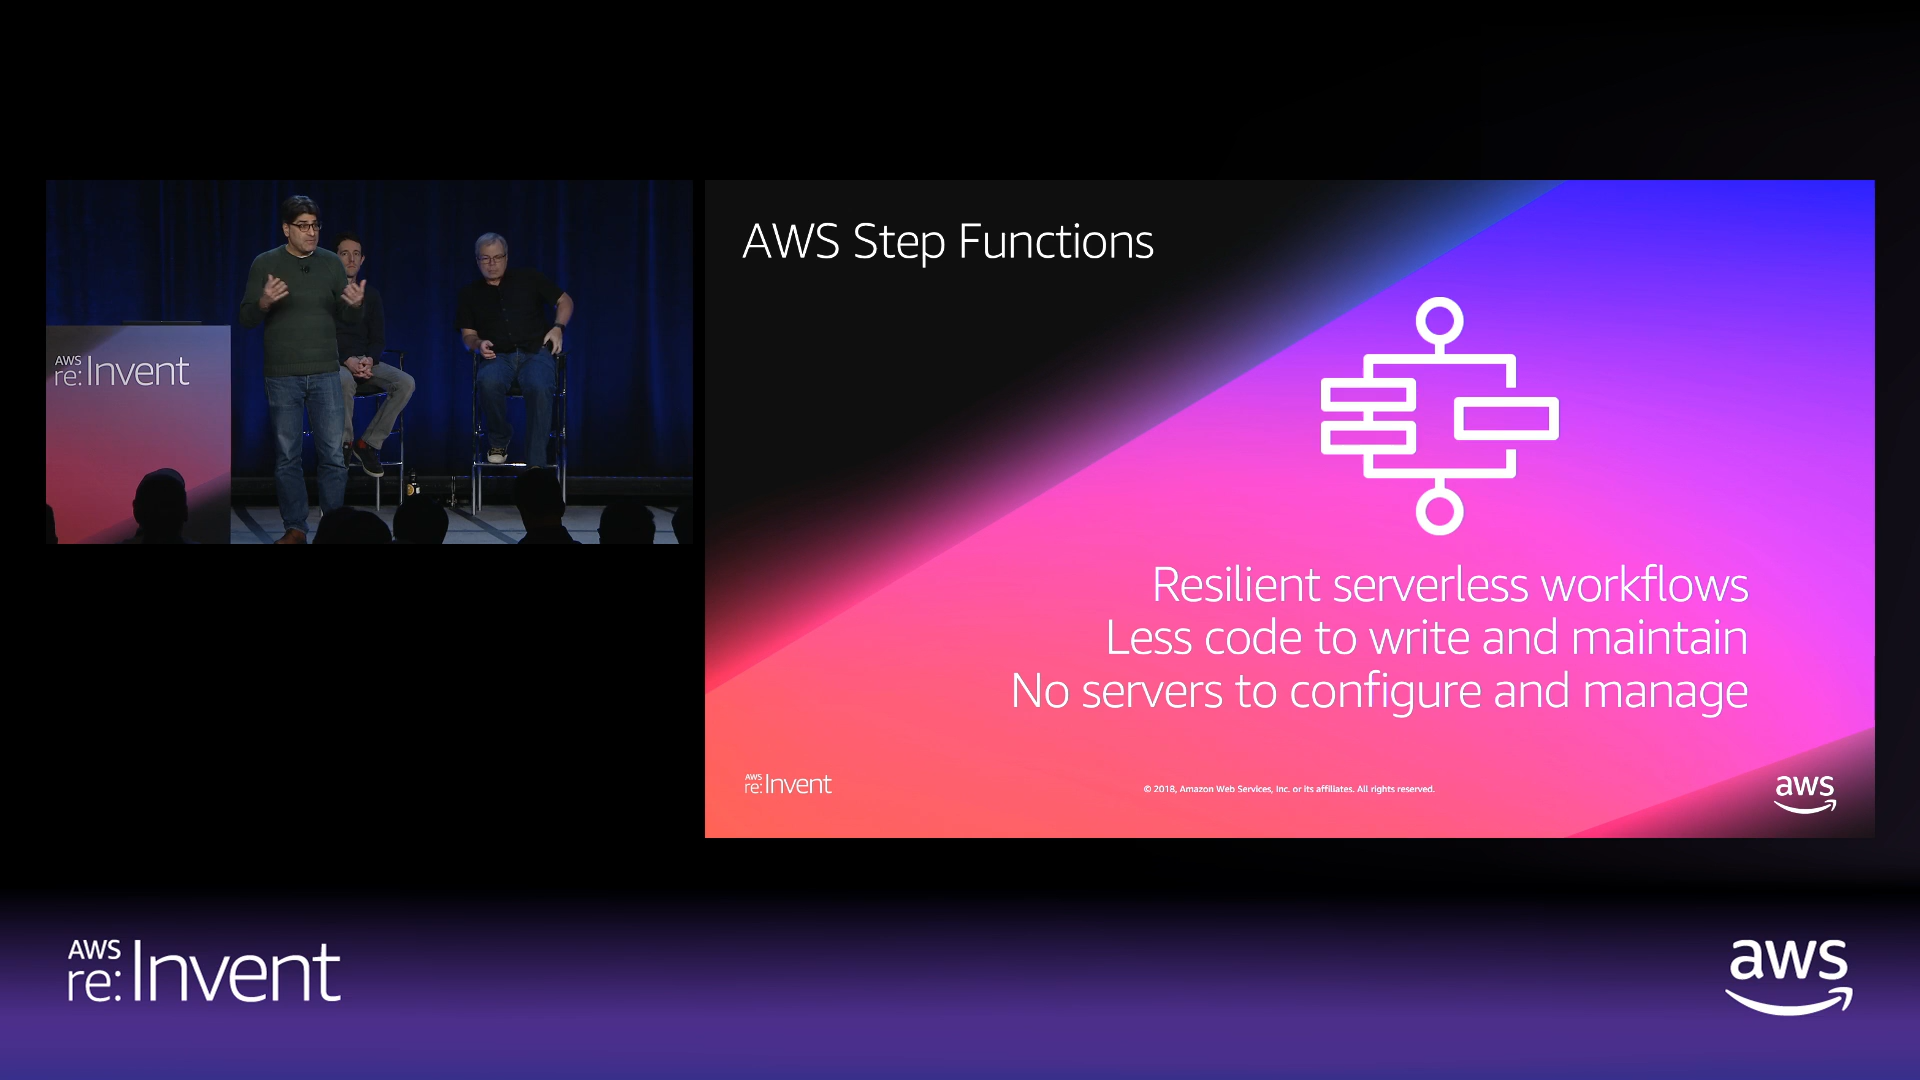 AWS
re:Invent
AWS Step Functions
Resilient serverless workflows
Less code to write and maintain
No servers to configure and manage
AWS
re:Invent
© 2018, Amazon Web Services, Inc. or its affiliates. All rights reserved.
aws
AWS
re:Invent
aws